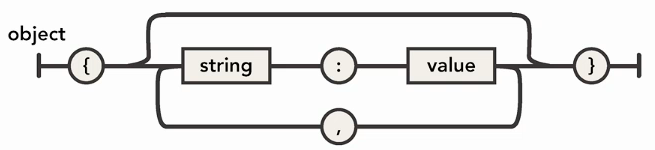 object
{ string : value }
,